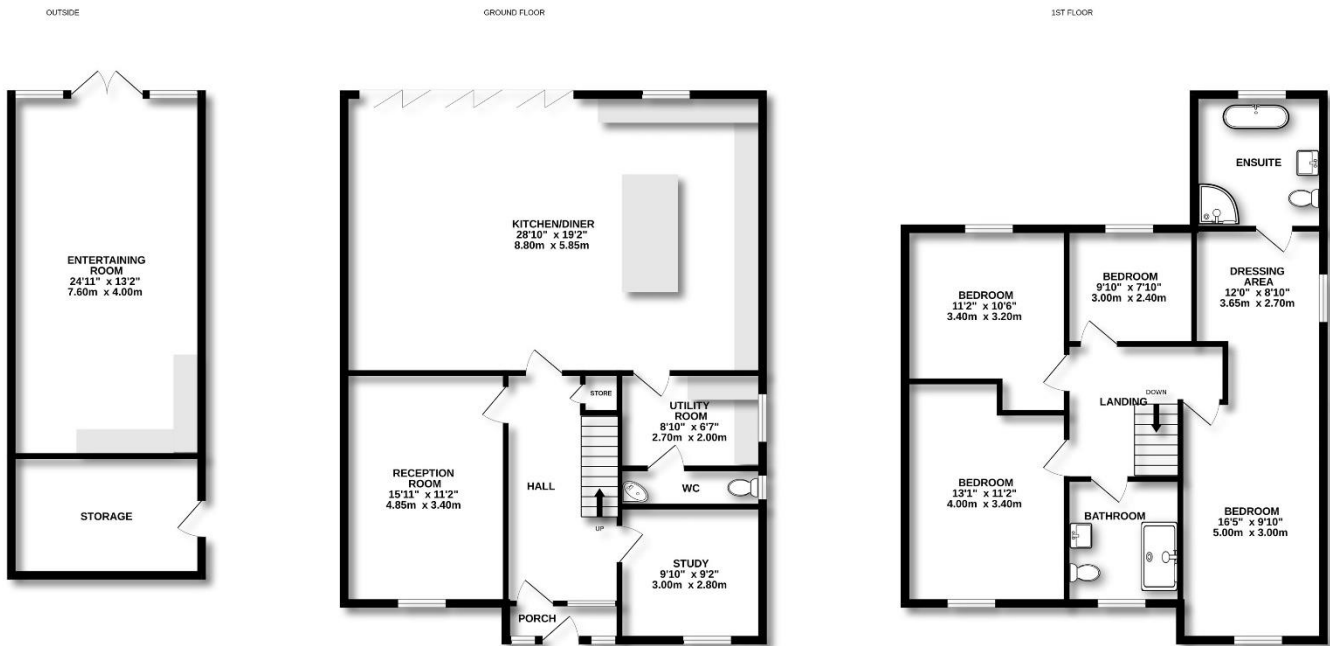 OUTSIDE
GROUND FLOOR
1ST FLOOR
ENTERTAINING
ROOM
24'11" x 13'2"
7.60m x 4.00m
STORAGE
KITCHEN/DINER
28'10" x 19'2"
8.80m x 5.85m
STORE
UTILITY
ROOM
8'10" x 6'7"
2.70m x 2.00m
RECEPTION
ROOM
15'11" x 11'2"
4.85m x 3.40m
HALL
WC
UP
STUDY
9'10" x 9'2"
3.00m x 2.80m
PORCH
ENSUITE
BEDROOM
11'2" x 10'6"
3.40m x 3.20m
BEDROOM
9'10" x 7'10"
3.00m x 2.40m
DRESSING
AREA
12'0" x 8'10"
3.65m x 2.70m
DOWN
LANDING
BEDROOM
13'1" x 11'2"
4.00m x 3.40m
BATHROOM
BEDROOM
16'5" x 9'10"
5.00m x 3.00m